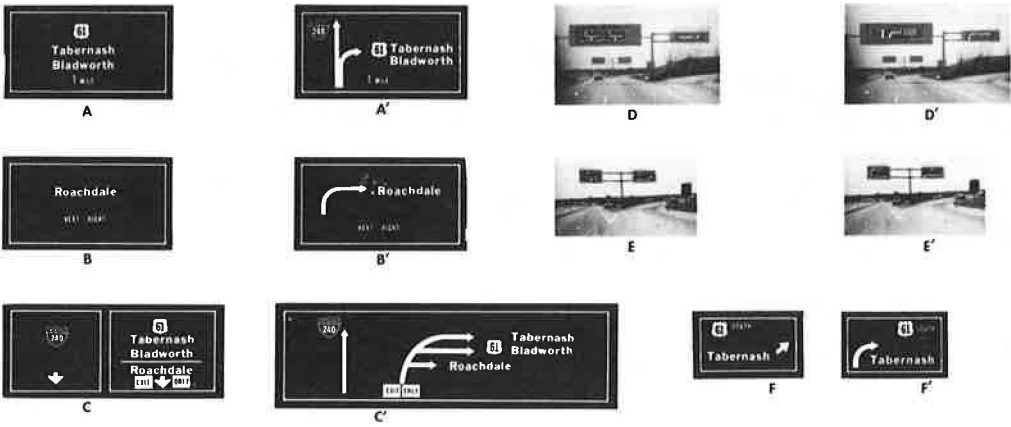 61
Tabernash
Bladworth
1 MILE
A
240
61 Tabernash
Bladworth
1 MILE
A'
D
D'
Roachdale
NEXT RIGHT
B
Roachdale
NEXT RIGHT
B'
E
E'
240
61
Tabernash
Bladworth
Roachdale
EXIT ONLY
C
240
61
Tabernash
Bladworth
Roachdale
EXIT ONLY
C'
61 SOUTH
Tabernash
F
61 SOUTH
Tabernash
F'